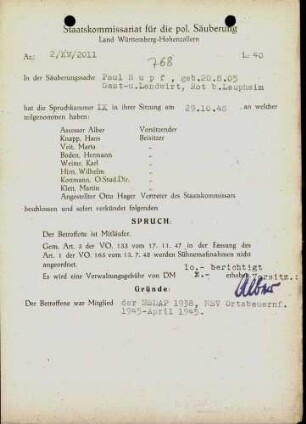 Staatskommissariat für die pol. Säuberung
Land Württemberg-Hohenzollern
Az: 2/KW/2011 L: 40
768
In der Säuberungssache Paul Rupf, geb.20.8.05
Gast-u.Landwirt, Rot b.Laupheim
hat die Spruchkammer IX in ihrer Sitzung am 29.10.48 an welcher
teilgenommen haben:
Assessor Alber Vorsitzender
Knapp, Hans Beisitzer
Veit, Maria „
Boden, Hermann „
Weimr, Karl „
Hirn, Wilhelm „
Kottmann, O.Stud.Dir. „
Klett, Martin „
Angestellter Otto Hager Vertreter des Staatskommissars
beschlossen und sofort verkündet folgenden
SPRUCH:
Der Betroffene ist Mitläufer.
Gem. Art. 3 der VO. 133 vom 17. 11. 47 in der Fassung des
Art. 1 der VO. 165 vom 13. 7. 48 werden Sühnemaßnahmen nicht
angeordnet.
10.- berichtigt
Es wird eine Verwaltungsgebühr von DM erhoben
Vorsitz.:
Alber
Gründe:
Der Betroffene war Mitglied der NSDAP 1938, NSV Ortsbauernf.
1943-April 1945.